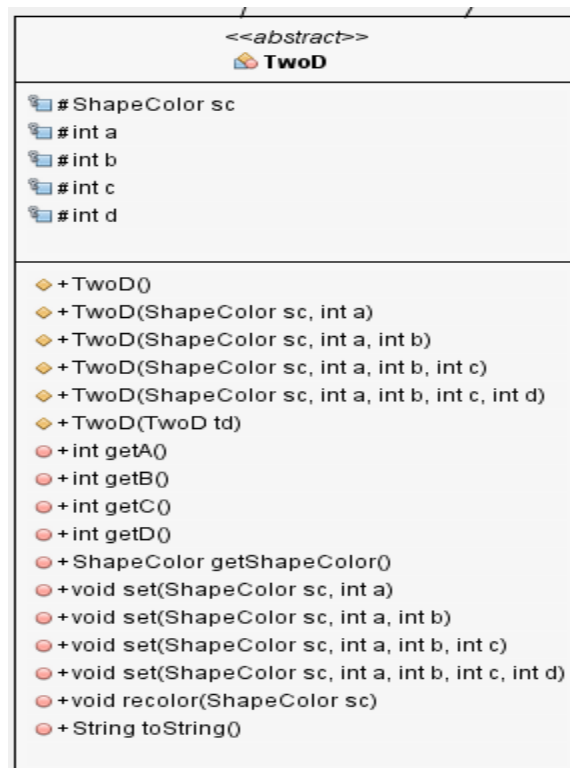 <<abstract>>
TwoD
# ShapeColor sc
# int a
# int b
# int c
# int d
+ TwoD()
+ TwoD(ShapeColor sc, int a)
+ TwoD(ShapeColor sc, int a, int b)
+ TwoD(ShapeColor sc, int a, int b, int c)
+ TwoD(ShapeColor sc, int a, int b, int c, int d)
+ TwoD(TwoD td)
+ int getA()
+ int getB()
+ int getC()
+ int getD()
+ ShapeColor getShapeColor()
+ void set(ShapeColor sc, int a)
+ void set(ShapeColor sc, int a, int b)
+ void set(ShapeColor sc, int a, int b, int c)
+ void set(ShapeColor sc, int a, int b, int c, int d)
+ void recolor(ShapeColor sc)
+ String toString()